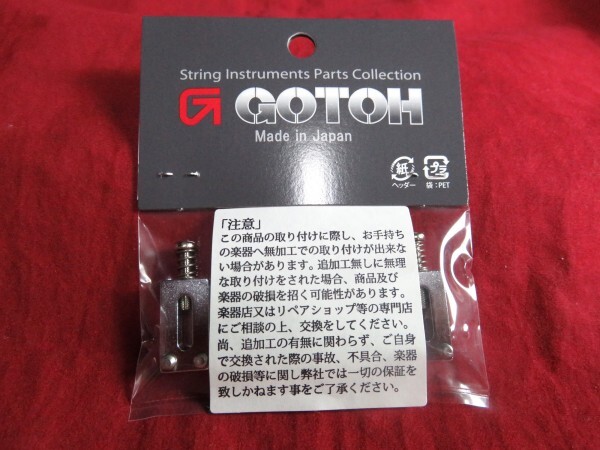 String Instruments Parts Collection
GOTOH
Made in Japan
紙 プラ
ヘッダー 袋:PET
「注意」
この商品の取り付けに際し、お手持ち
の楽器へ無加工での取り付けが出来な
い場合があります。追加工無しに無理
な取り付けをされた場合、商品及び
楽器の破損を招く可能性があります。
楽器店又はリペアショップ等の専門店
にご相談の上、交換をしてください。
尚、追加工の有無に関わらず、ご自身
で交換された際の事故、不具合、楽器
の破損等に関し弊社では一切の保証を
致しかねます事をご了承ください。